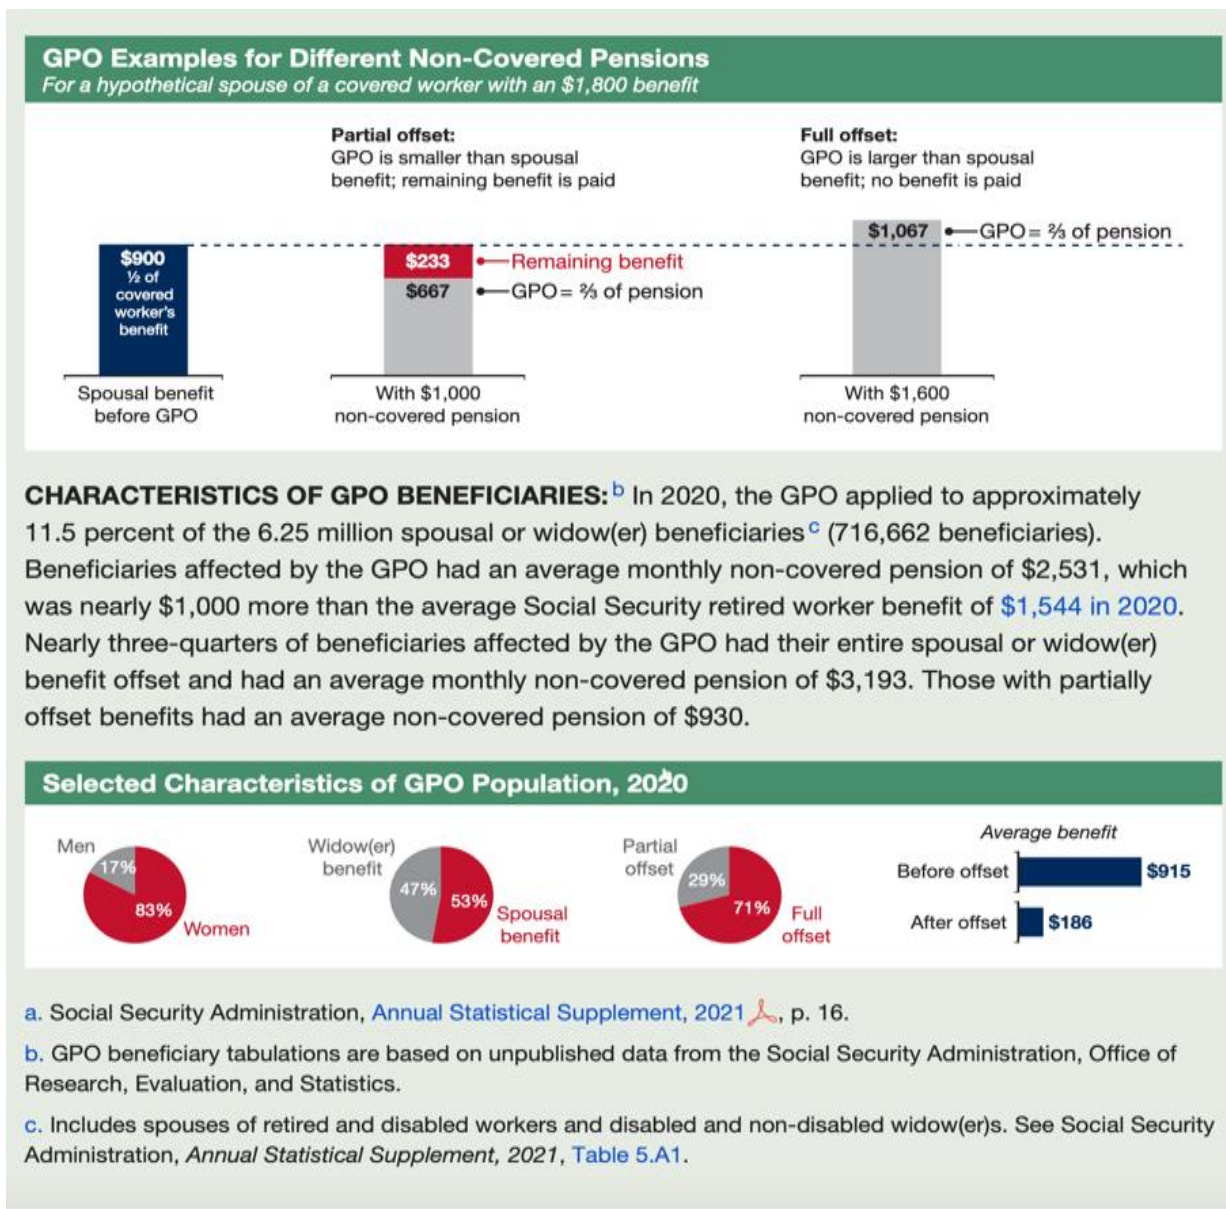 GPO Examples for Different Non-Covered Pensions
For a hypothetical spouse of a covered worker with an $1,800 benefit
Partial offset:
GPO is smaller than spousal
benefit; remaining benefit is paid
Full offset:
GPO is larger than spousal
benefit; no benefit is paid
$900
½ of
covered
worker's
benefit
$233
Remaining benefit
$667
GPO = ⅔ of pension
$1,067
GPO = ⅔ of pension
Spousal benefit
before GPO
With $1,000
non-covered pension
With $1,600
non-covered pension
CHARACTERISTICS OF GPO BENEFICIARIES: b In 2020, the GPO applied to approximately
11.5 percent of the 6.25 million spousal or widow(er) beneficiaries c (716,662 beneficiaries).
Beneficiaries affected by the GPO had an average monthly non-covered pension of $2,531, which
was nearly $1,000 more than the average Social Security retired worker benefit of $1,544 in 2020.
Nearly three-quarters of beneficiaries affected by the GPO had their entire spousal or widow(er)
benefit offset and had an average monthly non-covered pension of $3,193. Those with partially
offset benefits had an average non-covered pension of $930.
Selected Characteristics of GPO Population, 2020
Men
17%
83%
Women
Widow(er)
benefit
47%
53%
Spousal
benefit
Partial
offset
29%
71%
Full
offset
Average benefit
Before offset
$915
After offset
$186
a. Social Security Administration, Annual Statistical Supplement, 2021, p. 16.
b. GPO beneficiary tabulations are based on unpublished data from the Social Security Administration, Office of
Research, Evaluation, and Statistics.
c. Includes spouses of retired and disabled workers and disabled and non-disabled widow(er)s. See Social Security
Administration, Annual Statistical Supplement, 2021, Table 5.A1.